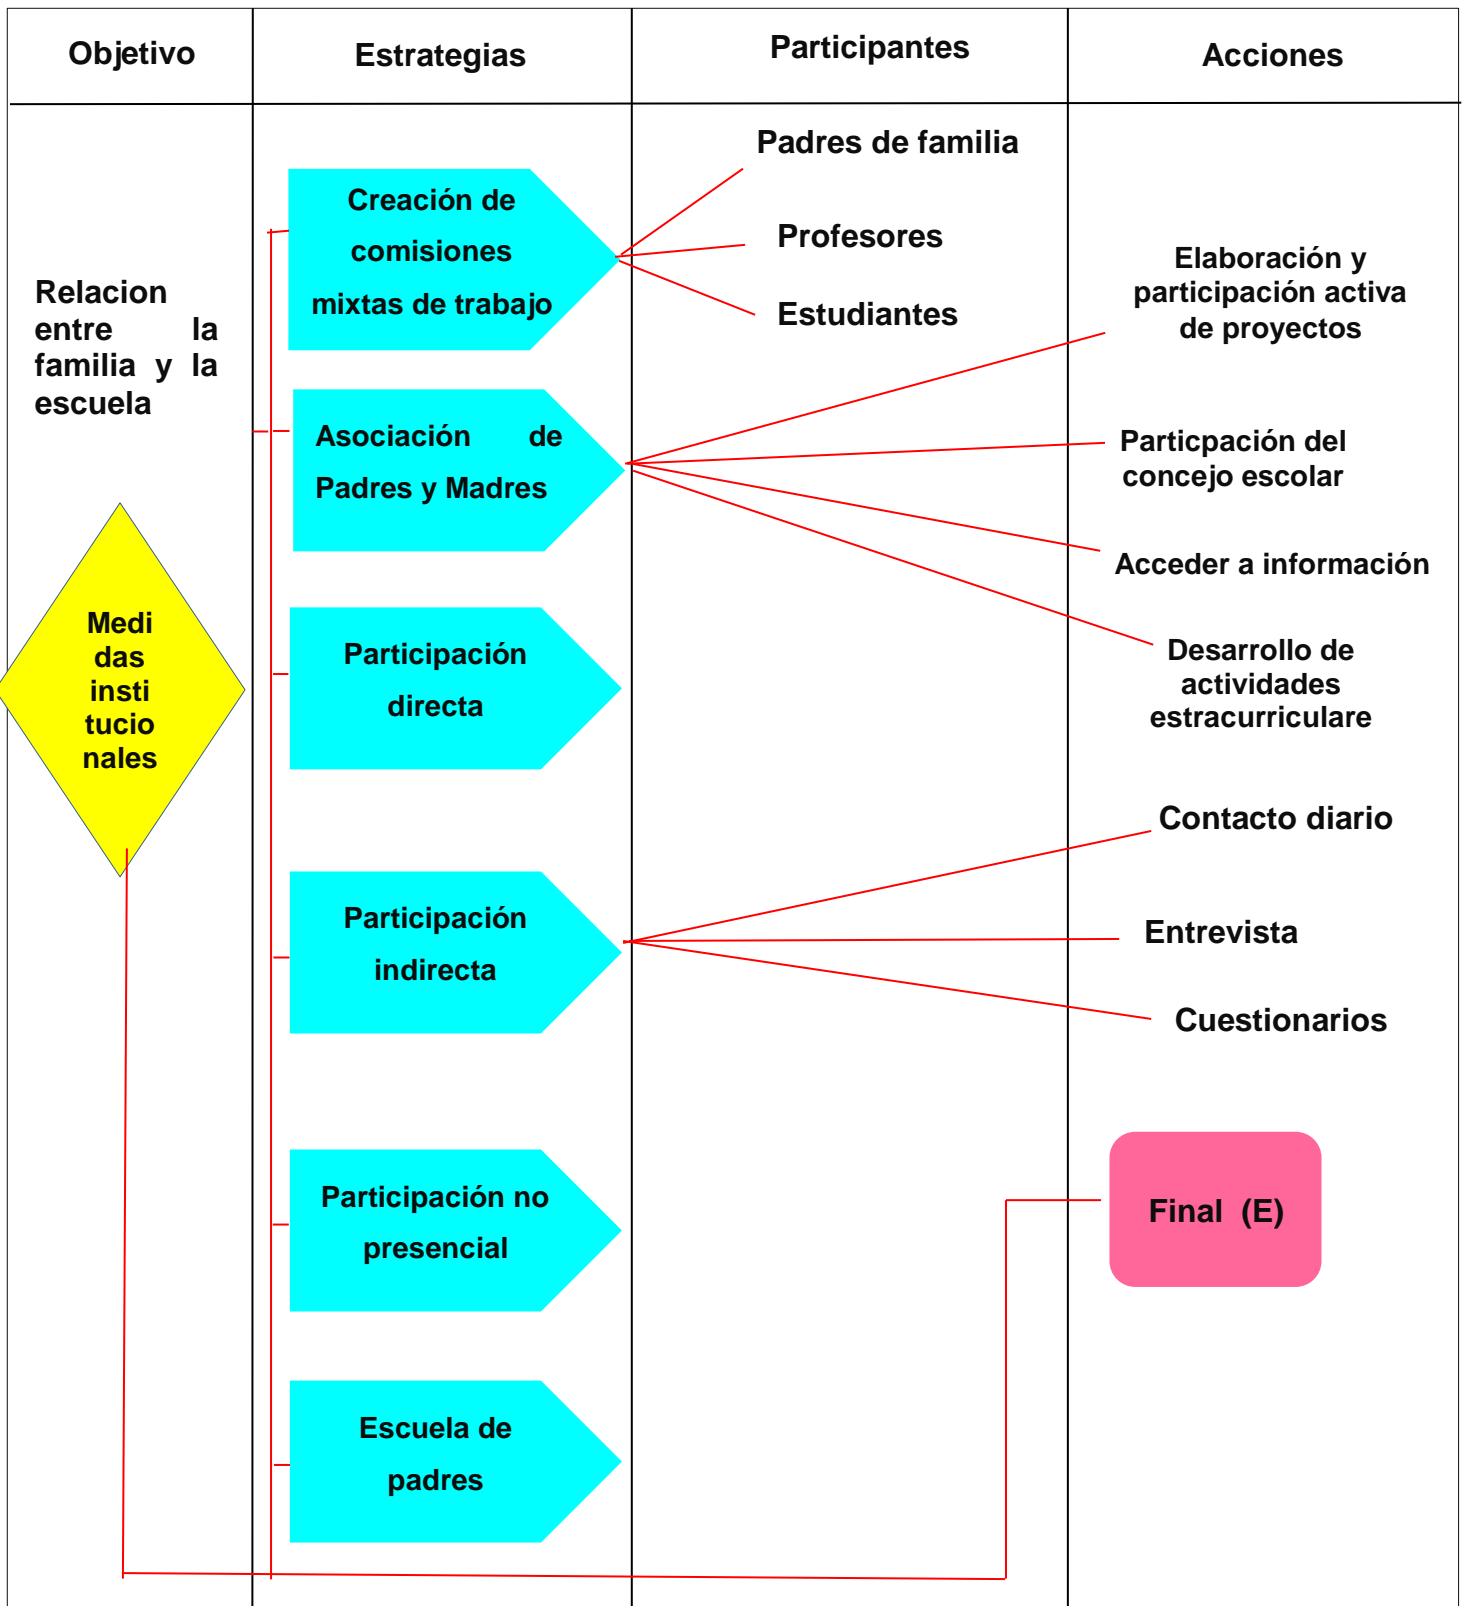 Objetivo
Estrategias
Participantes
Acciones
Relacion
entre la
familia y la
escuela
Medi
das
insti
tucio
nales
Creación de
comisiones
mixtas de trabajo
Asociación de
Padres y Madres
Participación
directa
Participación
indirecta
Participación no
presencial
Escuela de
padres
Padres de familia
Profesores
Estudiantes
Elaboración y
participación activa
de proyectos
Particpación del
concejo escolar
Acceder a información
Desarrollo de
actividades
estracurriculare
Contacto diario
Entrevista
Cuestionarios
Final (E)